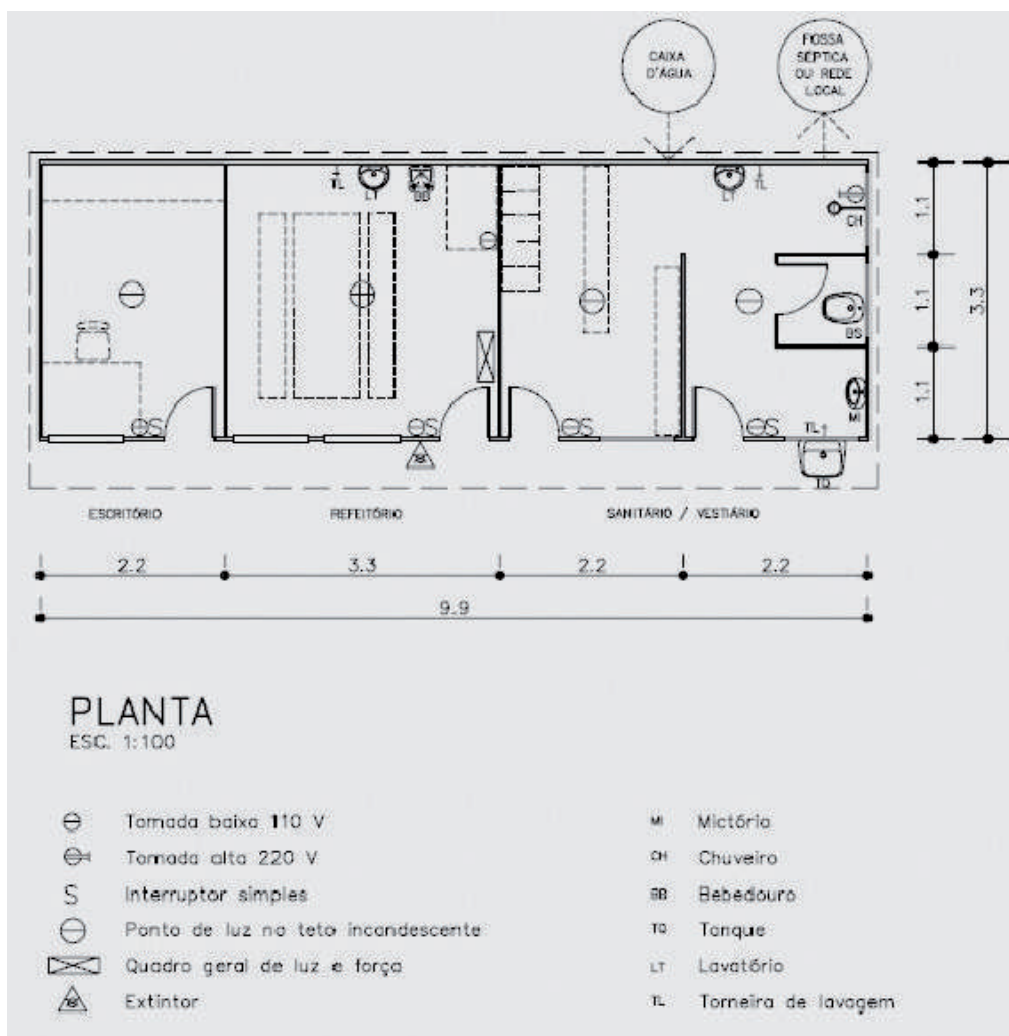 CAIXA
D'ÁGUA
FOSSA
SÉPTICA
OU REDE
LOCAL
TL
LT
BB
LT
TL
CH
BS
MI
TL
TQ
S
S
S
S
1.1
1.1
1.1
3.3
ESCRITÓRIO
REFEITÓRIO
SANITÁRIO / VESTIÁRIO
2.2
3.3
2.2
2.2
9.9
PLANTA
ESC. 1:100
Tomada baixa 110 V
Tomada alta 220 V
S Interruptor simples
Ponto de luz no teto incandescente
Quadro geral de luz e força
Extintor
MI Mictório
CH Chuveiro
BB Bebedouro
TQ Tanque
LT Lavatório
TL Torneira de lavagem